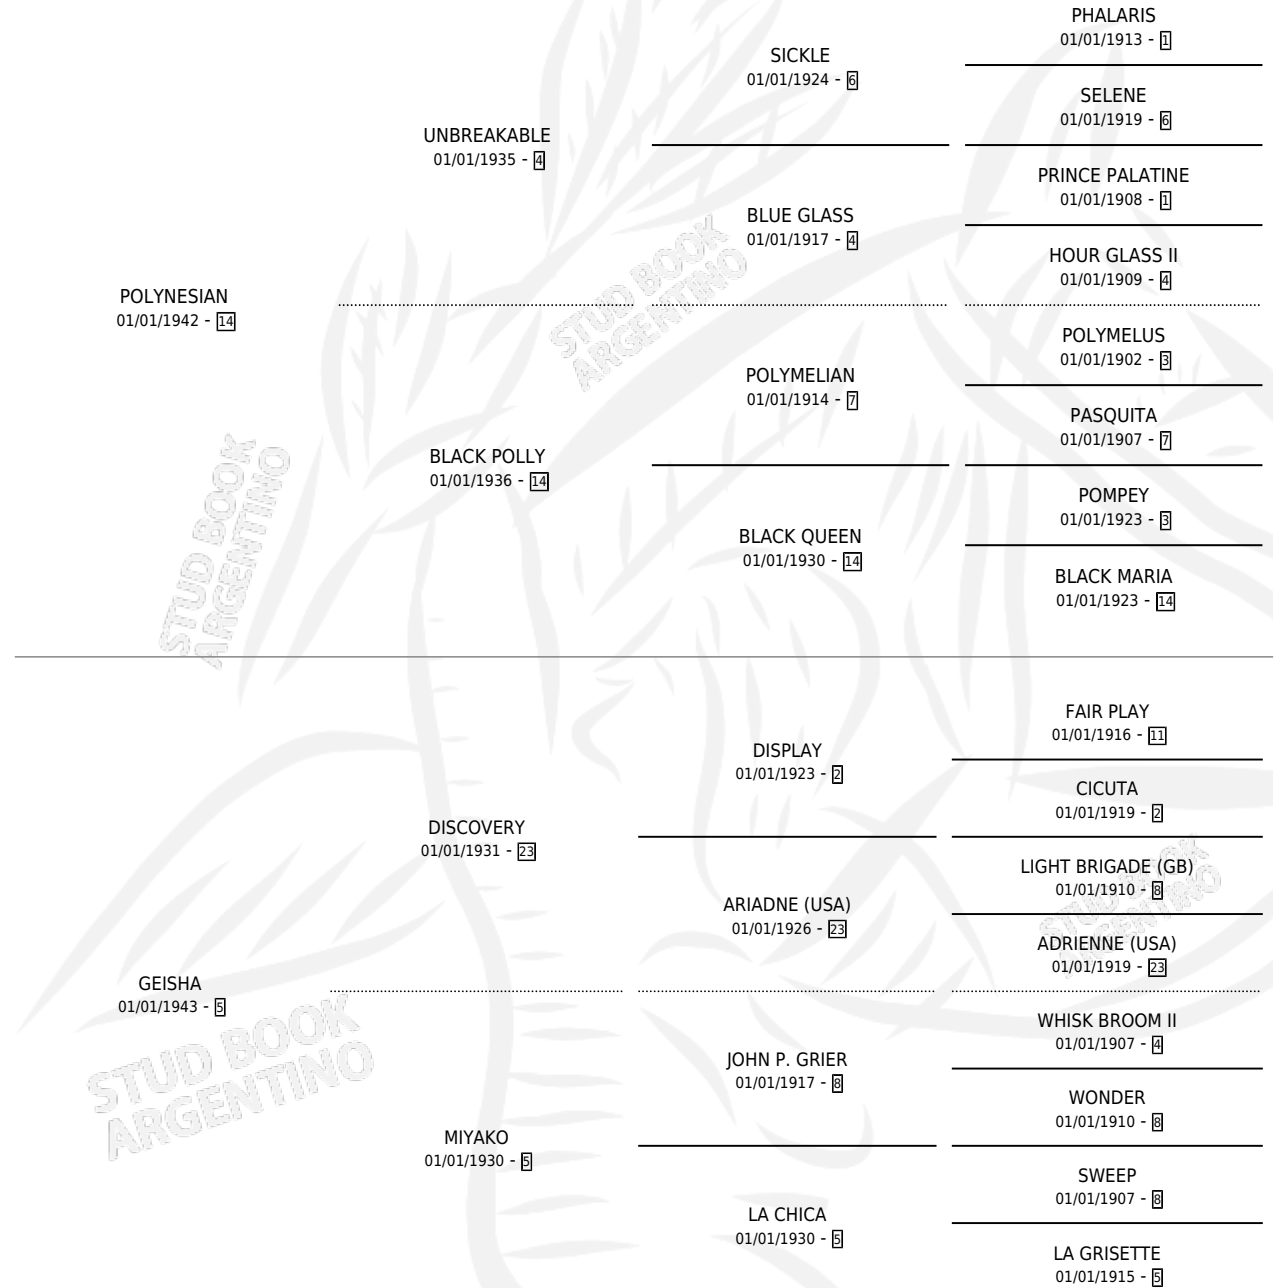 PHALARIS
01/01/1913 - 1
SICKLE
01/01/1924 - 6
SELENE
01/01/1919 - 6
UNBREAKABLE
01/01/1935 - 4
PRINCE PALATINE
01/01/1908 - 1
BLUE GLASS
01/01/1917 - 4
HOUR GLASS II
01/01/1909 - 4
POLYNESIAN
01/01/1942 - 14
POLYMELUS
01/01/1902 - 3
POLYMELIAN
01/01/1914 - 7
PASQUITA
01/01/1907 - 7
BLACK POLLY
01/01/1936 - 14
POMPEY
01/01/1923 - 3
BLACK QUEEN
01/01/1930 - 14
BLACK MARIA
01/01/1923 - 14
STUD BOOK
ARGENTINO
STUD BOOK
ARGENTINO
FAIR PLAY
01/01/1916 - 11
DISPLAY
01/01/1923 - 2
CICUTA
01/01/1919 - 2
DISCOVERY
01/01/1931 - 23
LIGHT BRIGADE (GB)
01/01/1910 - 8
ARIADNE (USA)
01/01/1926 - 23
ADRIENNE (USA)
01/01/1919 - 23
STUD BOOK
ARGENTINO
GEISHA
01/01/1943 - 5
WHISK BROOM II
01/01/1907 - 4
JOHN P. GRIER
01/01/1917 - 8
WONDER
01/01/1910 - 8
STUD BOOK
ARGENTINO
MIYAKO
01/01/1930 - 5
SWEEP
01/01/1907 - 8
LA CHICA
01/01/1930 - 5
LA GRISETTE
01/01/1915 - 5